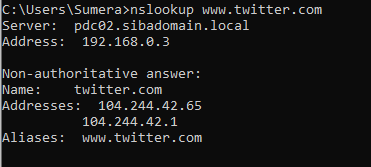 C:\Users\Sumera>nslookup www.twitter.com
Server:  pdc02.sibadomain.local
Address:  192.168.0.3

Non-authoritative answer:
Name:    twitter.com
Addresses:  104.244.42.65
          104.244.42.1
Aliases:  www.twitter.com